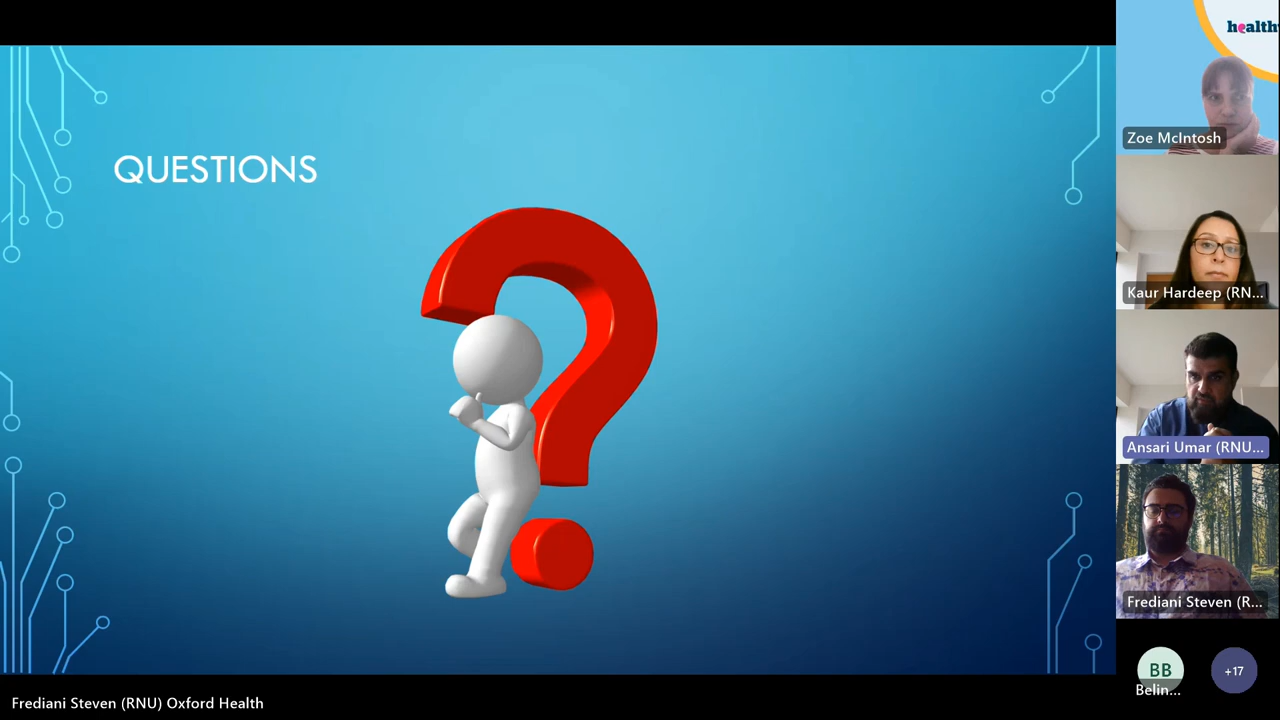 QUESTIONS
health
Zoe McIntosh
Kaur Hardeep (RN...
Ansari Umar (RNU...
Frediani Steven (R...
BB
Belin...
+17
Frediani Steven (RNU) Oxford Health